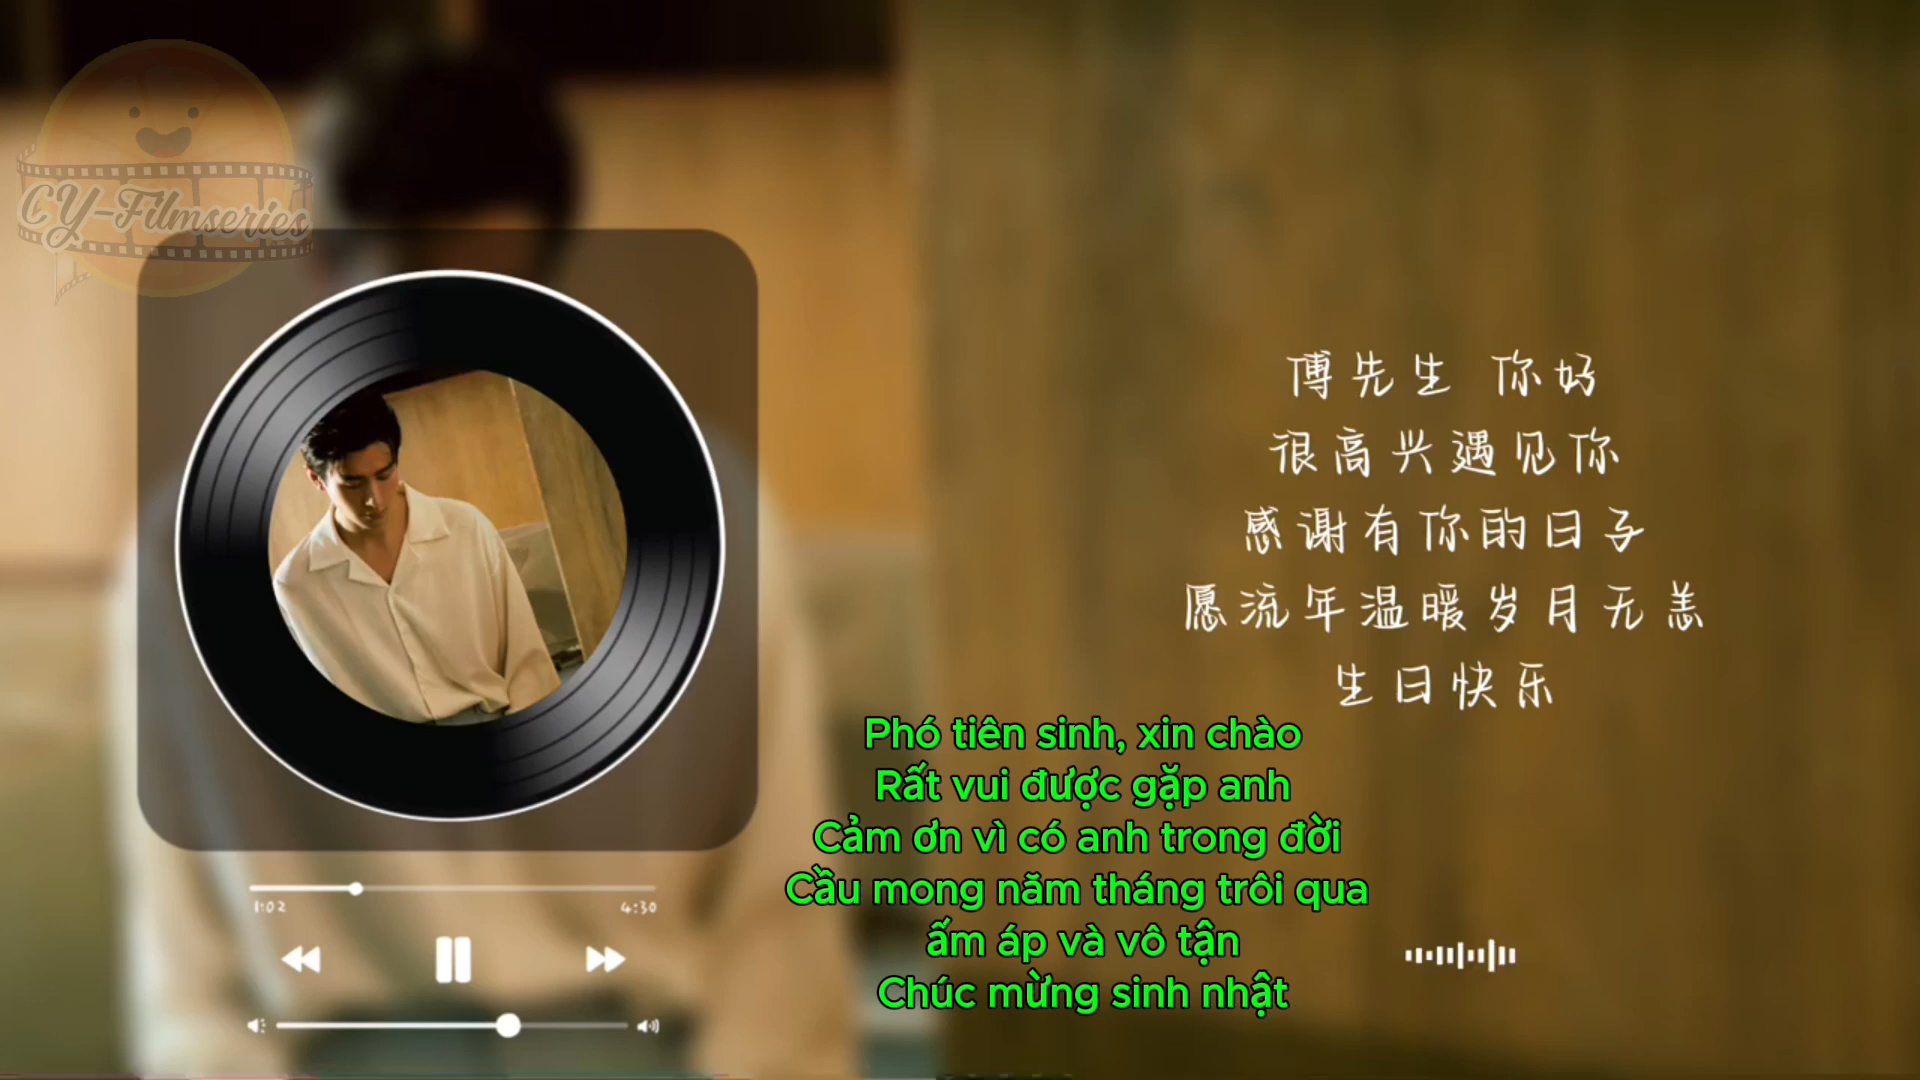 CY-Filmseries
傅先生 你好
很高兴遇见你
感谢有你的日子
愿流年温暖岁月无恙
生日快乐
Phó tiên sinh, xin chào
Rất vui được gặp anh
Cảm ơn vì có anh trong đời
Cầu mong năm tháng trôi qua
ấm áp và vô tận
Chúc mừng sinh nhật
1:02
4:30